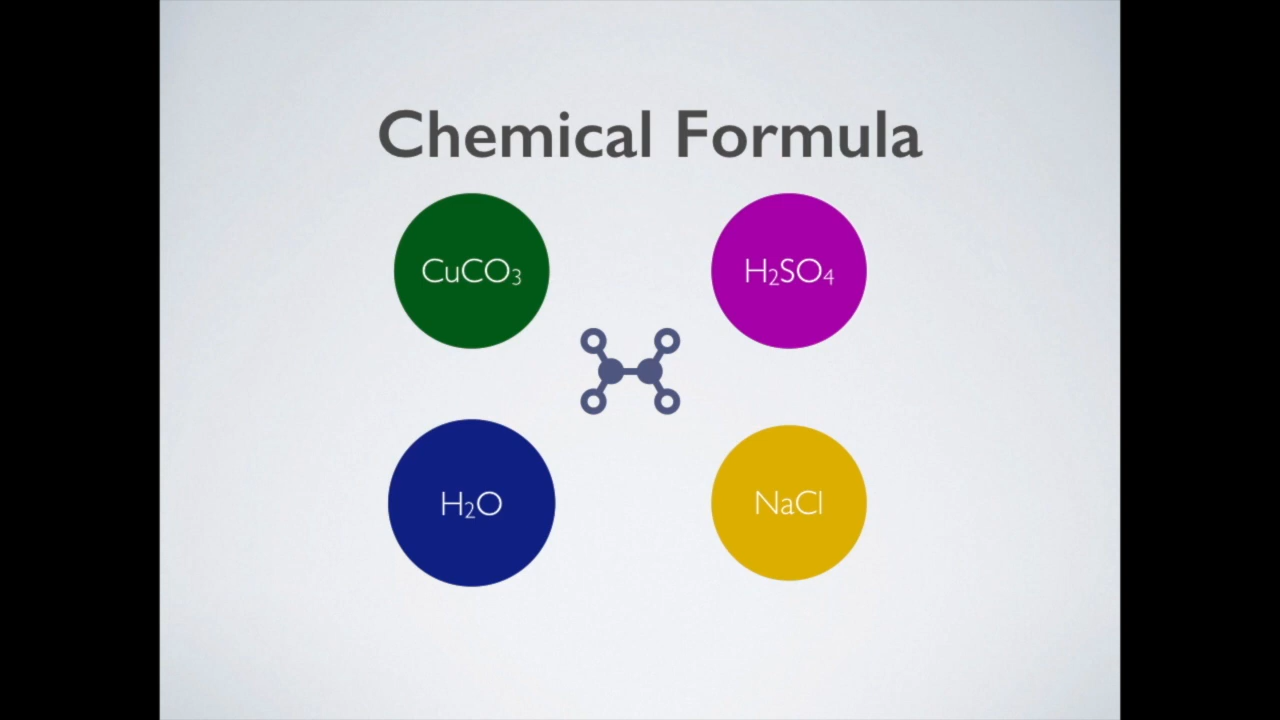 Chemical Formula
CuCO₃
H₂SO₄
H₂O
NaCl